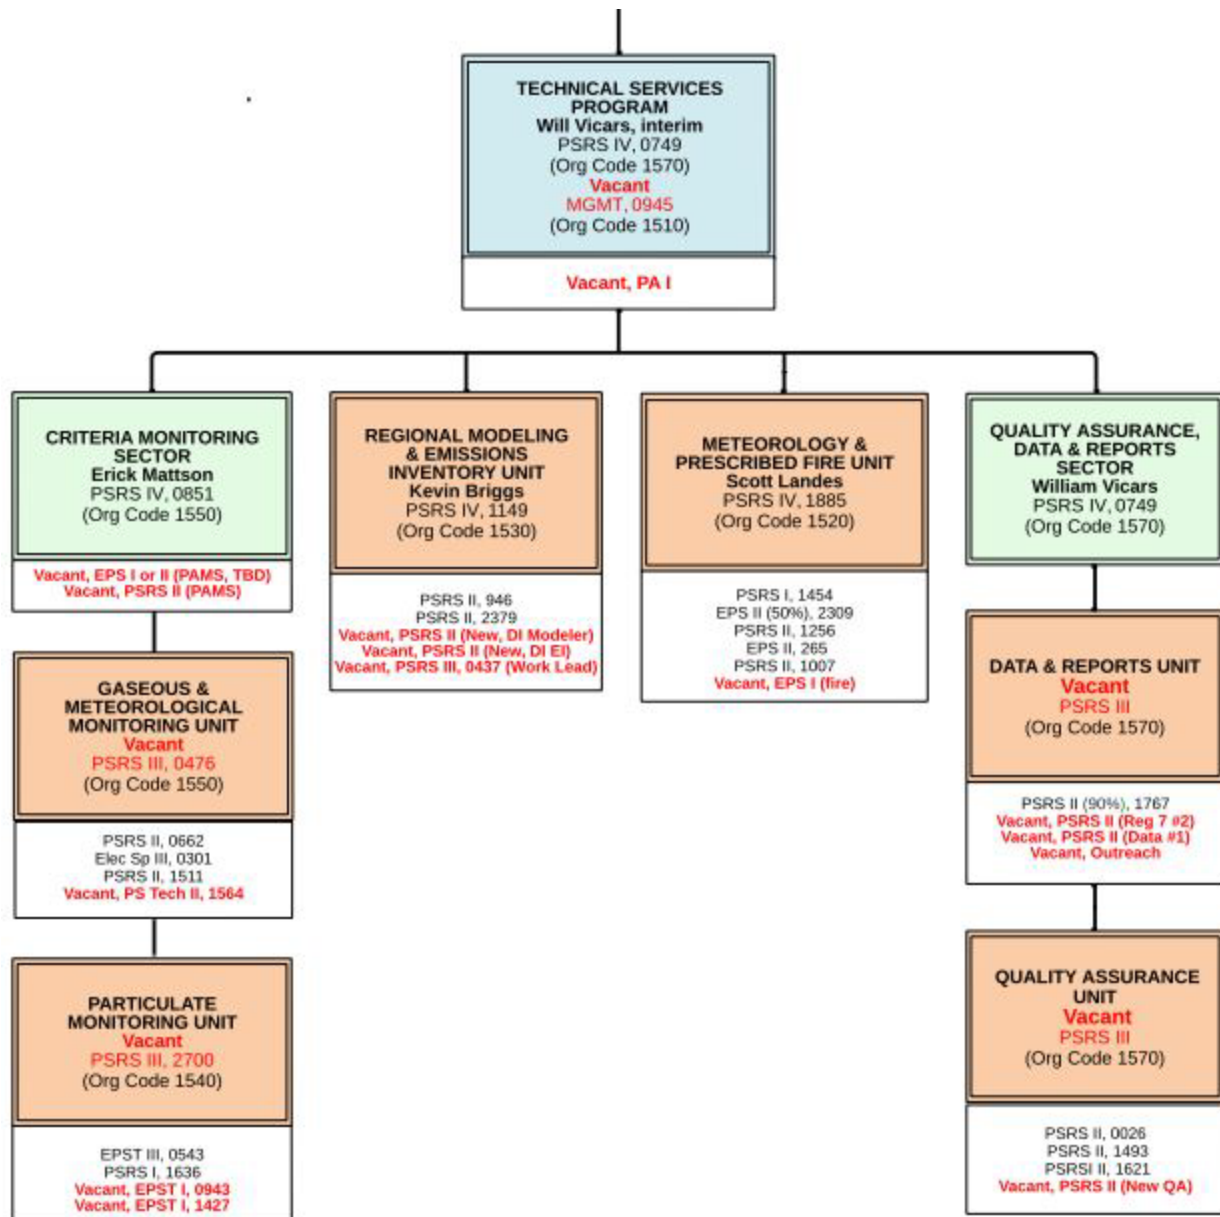 TECHNICAL SERVICES
PROGRAM
Will Vicars, interim
PSRS IV, 0749
(Org Code 1570)
Vacant
MGMT, 0945
(Org Code 1510)
Vacant, PA I
CRITERIA MONITORING
SECTOR
Erick Mattson
PSRS IV, 0851
(Org Code 1550)
Vacant, EPS I or II (PAMS, TBD)
Vacant, PSRS II (PAMS)
GASEOUS &
METEOROLOGICAL
MONITORING UNIT
Vacant
PSRS III, 0476
(Org Code 1550)
PSRS II, 0662
Elec Sp III, 0301
PSRS II, 1511
Vacant, PS Tech II, 1564
PARTICULATE
MONITORING UNIT
Vacant
PSRS III, 2700
(Org Code 1540)
EPST III, 0543
PSRS I, 1636
Vacant, EPST I, 0943
Vacant, EPST I, 1427
REGIONAL MODELING
& EMISSIONS
INVENTORY UNIT
Kevin Briggs
PSRS IV, 1149
(Org Code 1530)
PSRS II, 946
PSRS II, 2379
Vacant, PSRS II (New, DI Modeler)
Vacant, PSRS II (New, DI EI)
Vacant, PSRS III, 0437 (Work Lead)
METEOROLOGY &
PRESCRIBED FIRE UNIT
Scott Landes
PSRS IV, 1885
(Org Code 1520)
PSRS I, 1454
EPS II (50%), 2309
PSRS II, 1256
EPS II, 265
PSRS II, 1007
Vacant, EPS I (fire)
QUALITY ASSURANCE,
DATA & REPORTS
SECTOR
William Vicars
PSRS IV, 0749
(Org Code 1570)
DATA & REPORTS UNIT
Vacant
PSRS III
(Org Code 1570)
PSRS II (90%), 1767
Vacant, PSRS II (Reg 7 #2)
Vacant, PSRS II (Data #1)
Vacant, Outreach
QUALITY ASSURANCE
UNIT
Vacant
PSRS III
(Org Code 1570)
PSRS II, 0026
PSRS II, 1493
PSRSI II, 1621
Vacant, PSRS II (New QA)